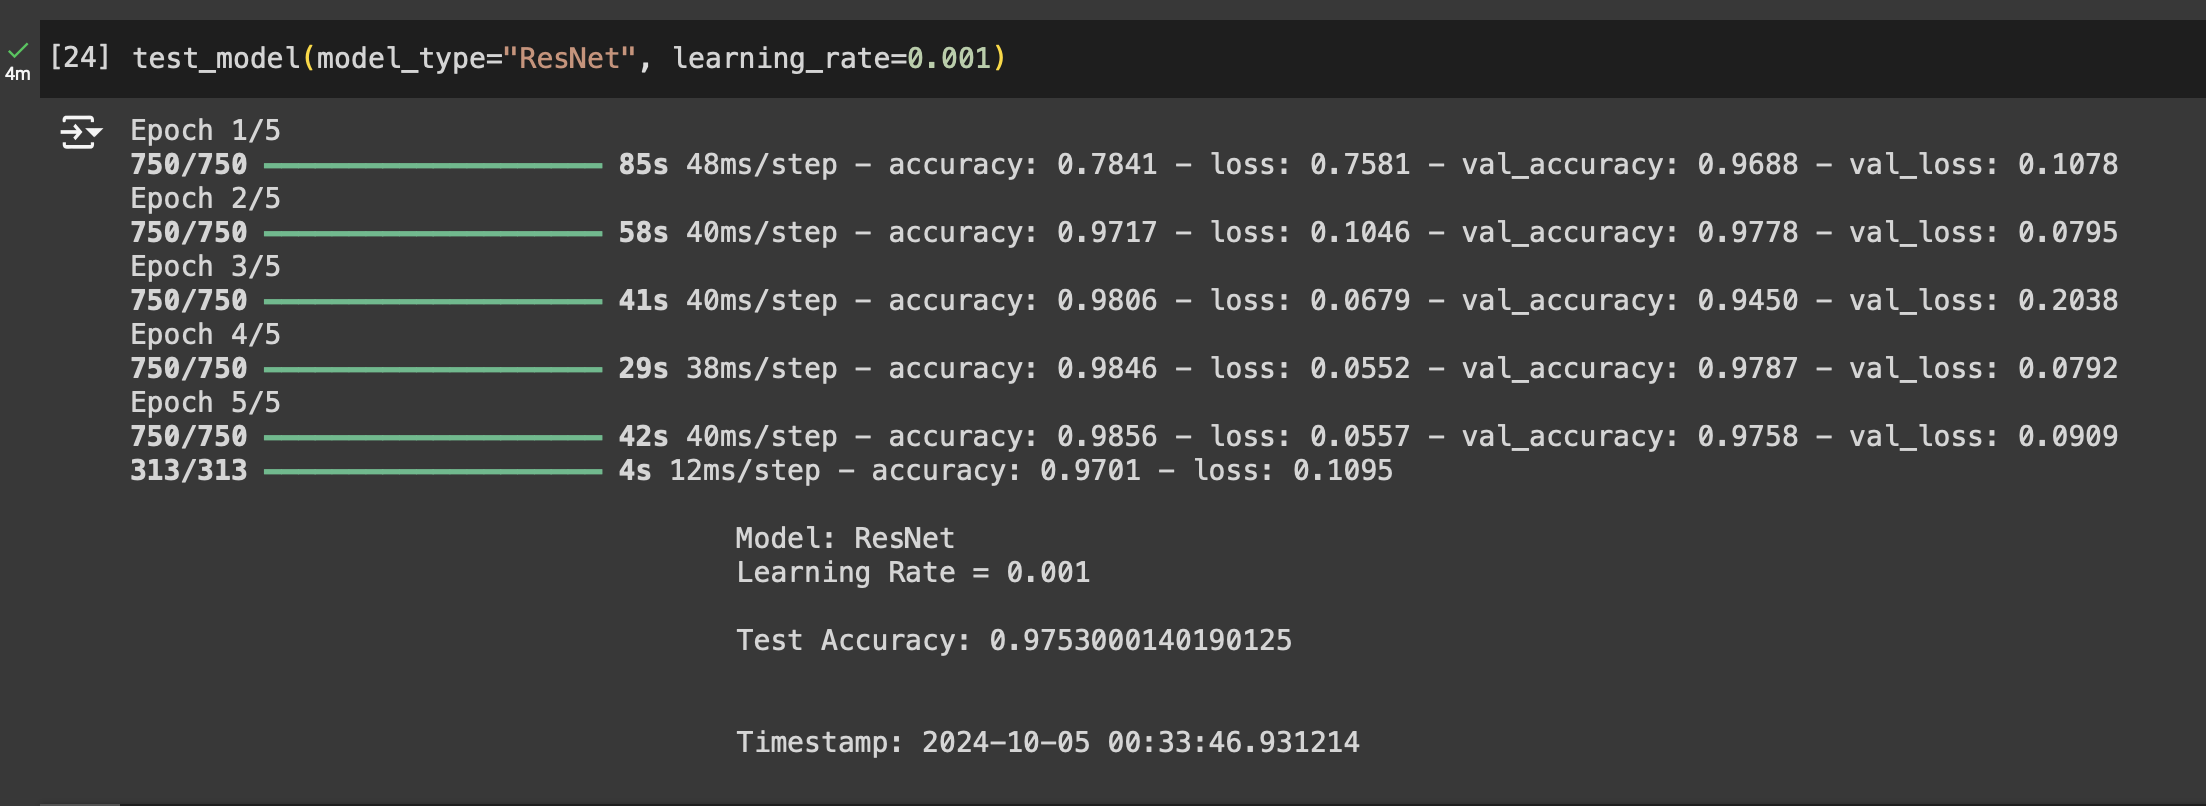 [24] test_model(model_type="ResNet", learning_rate=0.001)
4m
Epoch 1/5
750/750 85s 48ms/step - accuracy: 0.7841 - loss: 0.7581 - val_accuracy: 0.9688 - val_loss: 0.1078
Epoch 2/5
750/750 58s 40ms/step - accuracy: 0.9717 - loss: 0.1046 - val_accuracy: 0.9778 - val_loss: 0.0795
Epoch 3/5
750/750 41s 40ms/step - accuracy: 0.9806 - loss: 0.0679 - val_accuracy: 0.9450 - val_loss: 0.2038
Epoch 4/5
750/750 29s 38ms/step - accuracy: 0.9846 - loss: 0.0552 - val_accuracy: 0.9787 - val_loss: 0.0792
Epoch 5/5
750/750 42s 40ms/step - accuracy: 0.9856 - loss: 0.0557 - val_accuracy: 0.9758 - val_loss: 0.0909
313/313 4s 12ms/step - accuracy: 0.9701 - loss: 0.1095
Model: ResNet
Learning Rate = 0.001
Test Accuracy: 0.9753000140190125
Timestamp: 2024-10-05 00:33:46.931214